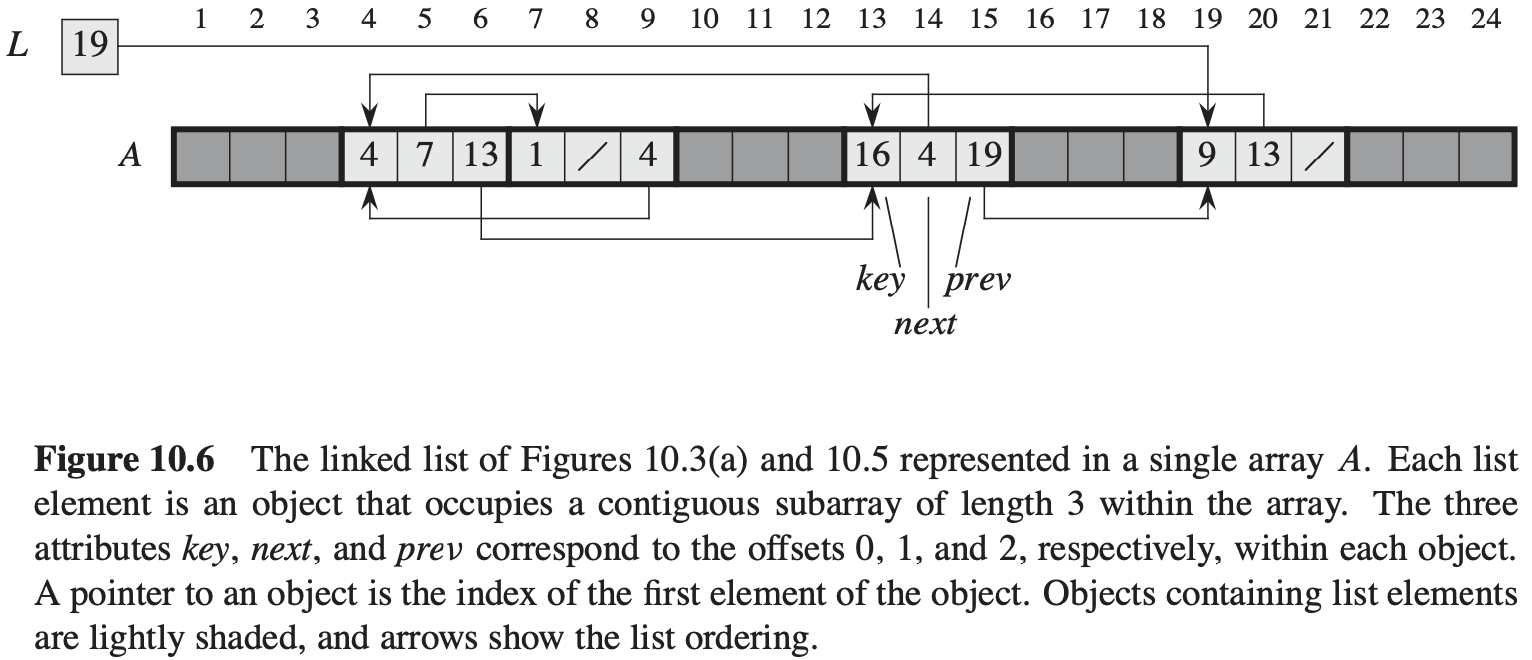 1 2 3 4 5 6 7 8 9 10 11 12 13 14 15 16 17 18 19 20 21 22 23 24
L 19
A 4 7 13 1 / 4 16 4 19 9 13 /
key prev
next
Figure 10.6 The linked list of Figures 10.3(a) and 10.5 represented in a single array A. Each list
element is an object that occupies a contiguous subarray of length 3 within the array. The three
attributes key, next, and prev correspond to the offsets 0, 1, and 2, respectively, within each object.
A pointer to an object is the index of the first element of the object. Objects containing list elements
are lightly shaded, and arrows show the list ordering.